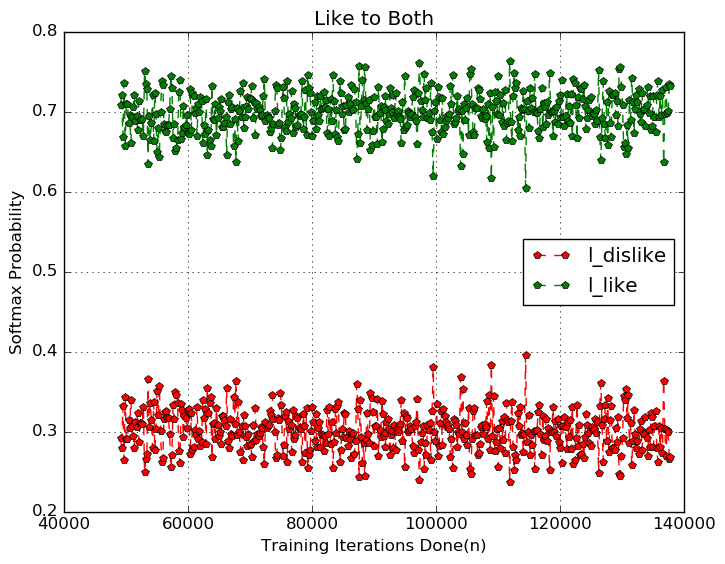 Like to Both
Softmax Probability
0.8
0.7
0.6
0.5
0.4
0.3
0.2
l_dislike
l_like
40000 60000 80000 100000 120000 140000
Training Iterations Done(n)